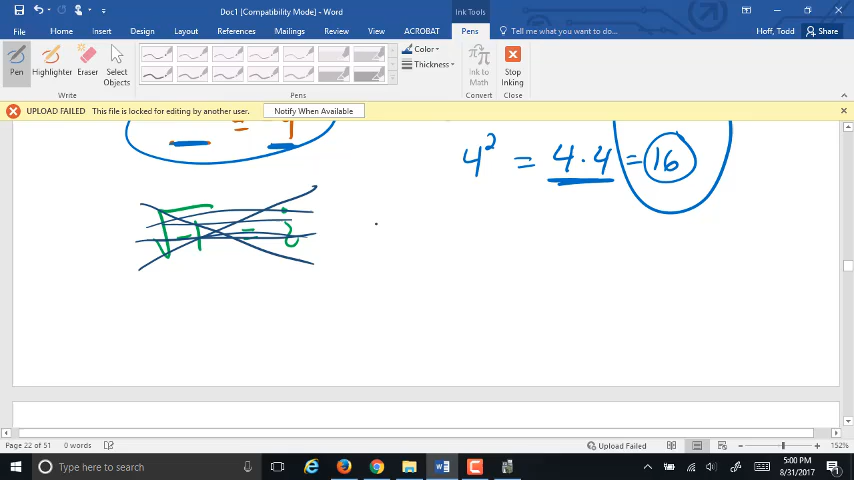 Doc1 [Compatibility Mode] - Word
Ink Tools
Hoff, Todd
File Home Insert Design Layout References Mailings Review View ACROBAT Pens Tell me what you want to do... Share
Pen Highlighter Eraser Select Objects
Color
Thickness
Ink to Math
Stop Inking
Write Pens Convert Close
UPLOAD FAILED This file is locked for editing by another user. Notify When Available
4² = 4·4 = 16
Page 22 of 51 0 words
Upload Failed
152%
Type here to search
5:00 PM
8/31/2017